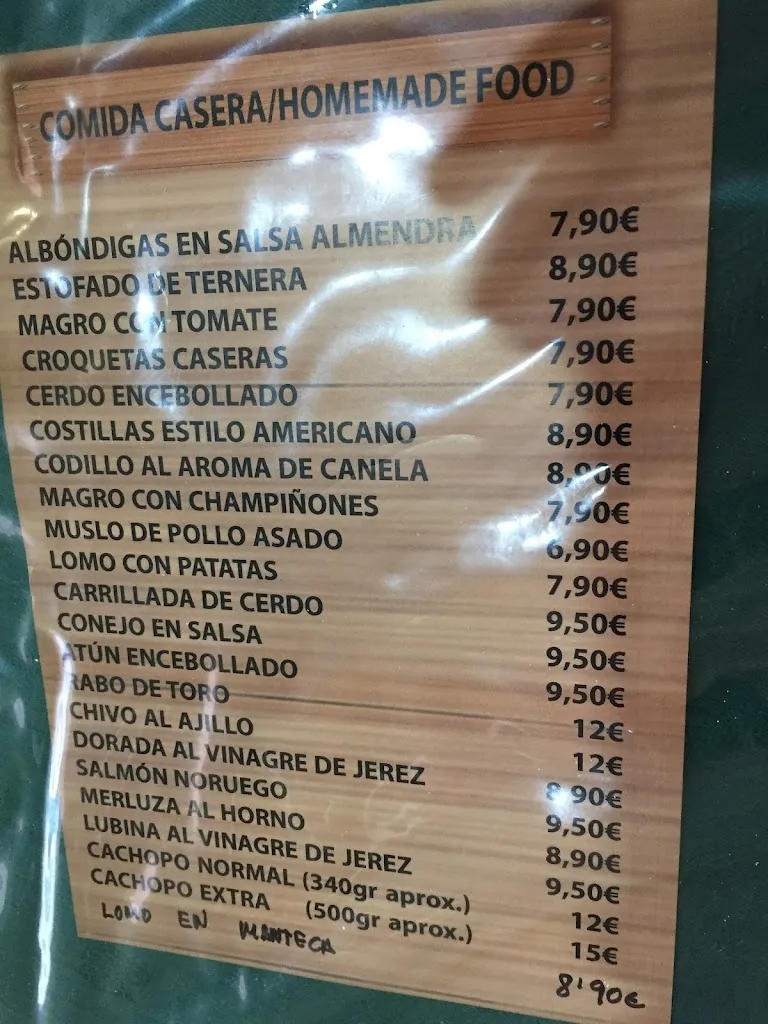 COMIDA CASERA/HOMEMADE FOOD
ALBÓNDIGAS EN SALSA ALMENDRA 7,90€
ESTOFADO DE TERNERA 8,90€
MAGRO CON TOMATE 7,90€
CROQUETAS CASERAS 7,90€
CERDO ENCEBOLLADO 7,90€
COSTILLAS ESTILO AMERICANO 8,90€
CODILLO AL AROMA DE CANELA 8,90€
MAGRO CON CHAMPIÑONES 7,90€
MUSLO DE POLLO ASADO 6,90€
LOMO CON PATATAS 7,90€
CARRILLADA DE CERDO 9,50€
CONEJO EN SALSA 9,50€
ATÚN ENCEBOLLADO 9,50€
RABO DE TORO 12€
CHIVO AL AJILLO 12€
DORADA AL VINAGRE DE JEREZ 8,90€
SALMÓN NORUEGO 9,50€
MERLUZA AL HORNO 8,90€
LUBINA AL VINAGRE DE JEREZ 9,50€
CACHOPO NORMAL (340gr aprox.) 12€
CACHOPO EXTRA (500gr aprox.) 15€
LOMO EN MANTECA 8'90€